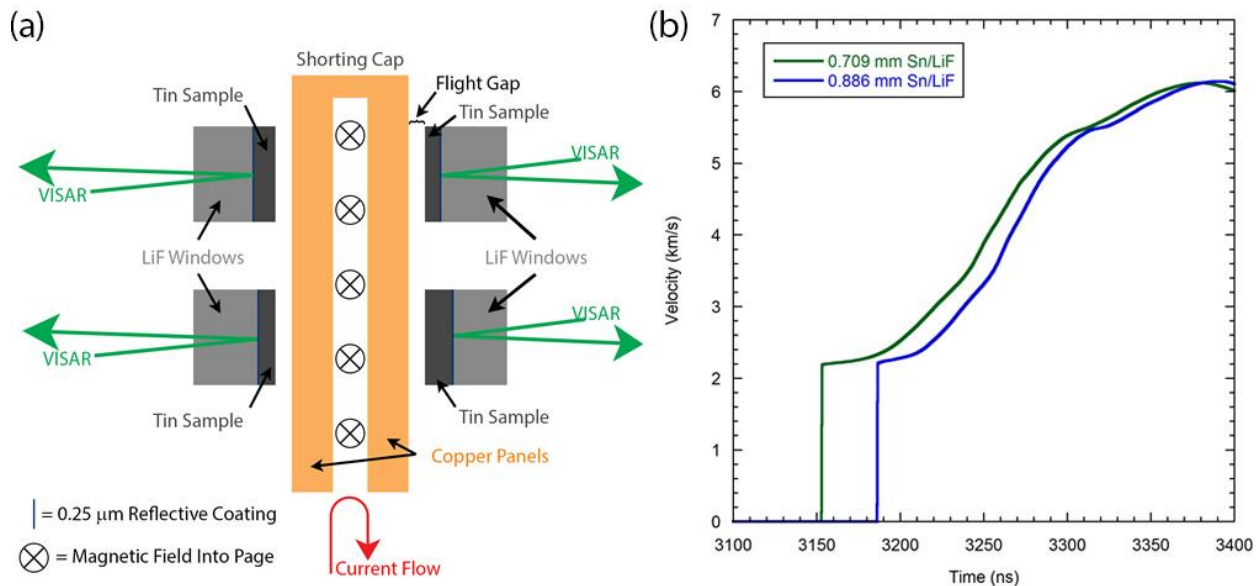 (a)
Shorting Cap
Flight Gap
Tin Sample
Tin Sample
VISAR
VISAR
LiF Windows
LiF Windows
VISAR
VISAR
Tin Sample
Tin Sample
Copper Panels
= 0.25 μm Reflective Coating
= Magnetic Field Into Page
Current Flow
(b)
0.709 mm Sn/LiF
0.886 mm Sn/LiF
Velocity (km/s)
7
6
5
4
3
2
1
0
3100 3150 3200 3250 3300 3350 3400
Time (ns)